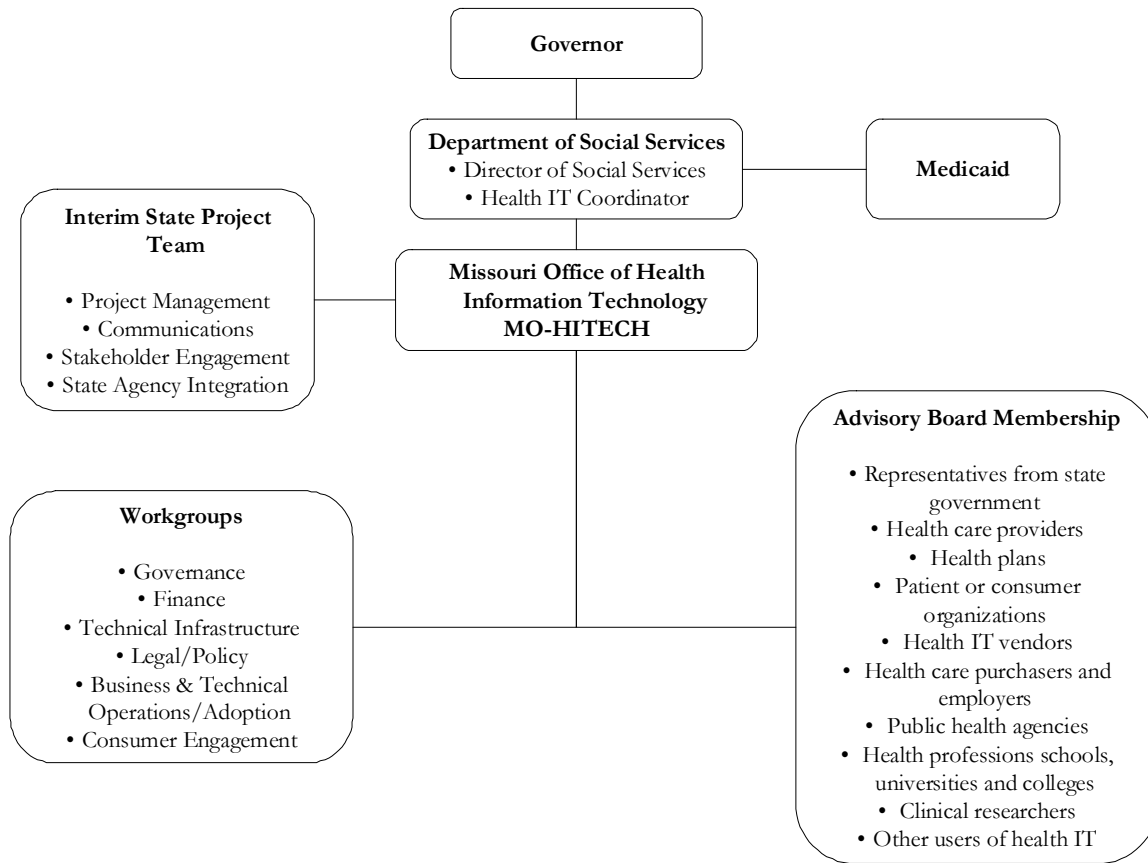 Governor
Department of Social Services
• Director of Social Services
• Health IT Coordinator
Medicaid
Interim State Project
Team
• Project Management
• Communications
• Stakeholder Engagement
• State Agency Integration
Missouri Office of Health
Information Technology
MO-HITECH
Workgroups
• Governance
• Finance
• Technical Infrastructure
• Legal/Policy
• Business & Technical
Operations/Adoption
• Consumer Engagement
Advisory Board Membership
• Representatives from state
government
• Health care providers
• Health plans
• Patient or consumer
organizations
• Health IT vendors
• Health care purchasers and
employers
• Public health agencies
• Health professions schools,
universities and colleges
• Clinical researchers
• Other users of health IT